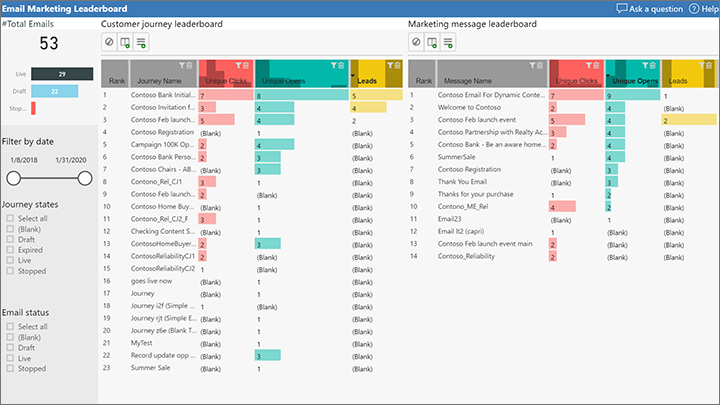 Email Marketing Leaderboard
Ask a question
? Help
#Total Emails
53
Live 29
Draft 22
Stop...
Filter by date
1/8/2018 1/31/2020
Journey states
Select all
(Blank)
Draft
Expired
Live
Stopped
Email status
Select all
(Blank)
Draft
Live
Stopped
Customer journey leaderboard
Rank Journey Name Unique Clicks Unique Opens Leads
1 Contoso Bank Initial... 7 8 5
2 Contoso Invitation f... 3 4 4
3 Contoso Feb launch... 5 4 2
4 Contoso Registration (Blank) 1 (Blank)
5 Campaign 100K Op... 2 4 (Blank)
6 Contoso Bank Perso... 2 3 (Blank)
7 Contoso Chairs - AB... (Blank) 3 (Blank)
8 Contoso_Rel_CJ1 3 1 (Blank)
9 Contoso Feb launch... 2 1 (Blank)
10 Contoso Home Buy... (Blank) 1 (Blank)
11 Contono_Rel_CJ2_F 3 1 (Blank)
12 Checking Content S... (Blank) 1 (Blank)
13 ContosoHomeBuyer... 2 3 (Blank)
14 ContosoReliabilityCJ1 2 (Blank) (Blank)
15 ContosoReliabilityCJ2 1 (Blank) (Blank)
16 goes live now (Blank) 1 (Blank)
17 Journey (Blank) 1 (Blank)
18 Journey i2f (Simple ... (Blank) 1 (Blank)
19 Journey rjt (Simple E... (Blank) 1 (Blank)
20 Journey z6e (Blank T... (Blank) 1 (Blank)
21 MyTest (Blank) 1 (Blank)
22 Record update opp ... (Blank) 3 (Blank)
23 Summer Sale (Blank) 1 (Blank)
Marketing message leaderboard
Rank Message Name Unique Clicks Unique Opens Leads
1 Contoso Email For Dynamic Conte... 7 9 1
2 Welcome to Contoso 2 4 (Blank)
3 Contoso Feb launch event 5 4 2
4 Contoso Partnership with Realty Ac... 3 4 (Blank)
5 Contoso Bank - Be an aware home... 2 4 (Blank)
6 SummerSale 1 4 (Blank)
7 Contoso Registration (Blank) 3 (Blank)
8 Thank You Email (Blank) 3 (Blank)
9 Thanks for your purchase 1 2 (Blank)
10 Contono_ME_Rel 4 2 (Blank)
11 Email23 (Blank) 1 (Blank)
12 Email It2 (capri) (Blank) 1 (Blank)
13 Contoso Feb launch event main 2 1 (Blank)
14 Contoso_Reliability 2 (Blank) (Blank)